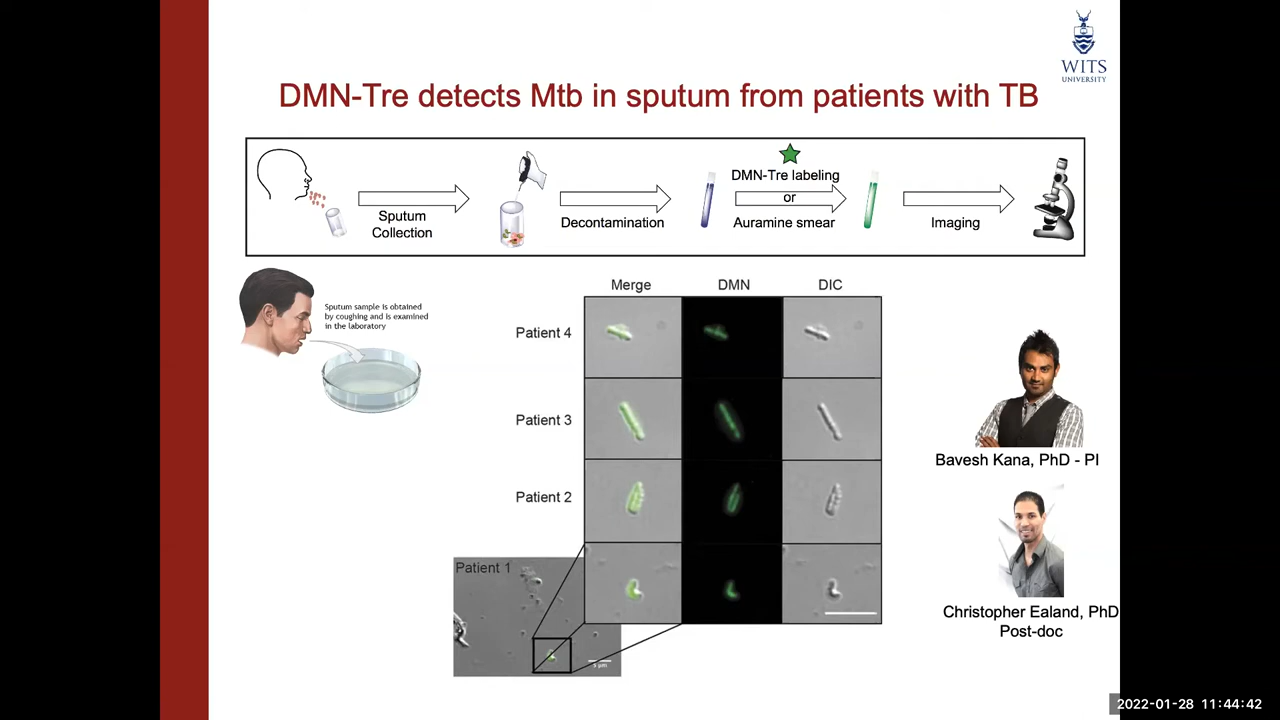 WITS
UNIVERSITY
DMN-Tre detects Mtb in sputum from patients with TB
Sputum
Collection
Decontamination
DMN-Tre labeling
or
Auramine smear
Imaging
Sputum sample is obtained
by coughing and is examined
in the laboratory
Merge
DMN
DIC
Patient 4
Patient 3
Patient 2
Patient 1
5 µm
Bavesh Kana, PhD - PI
Christopher Ealand, PhD
Post-doc
2022-01-28 11:44:42